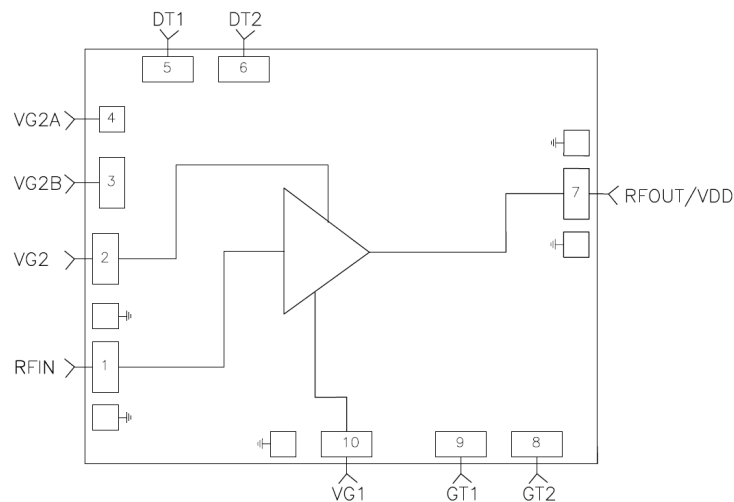 DT1 DT2
5 6
VG2A 4
VG2B 3
7 RFOUT/VDD
VG2 2
RFIN 1
10 9 8
VG1 GT1 GT2